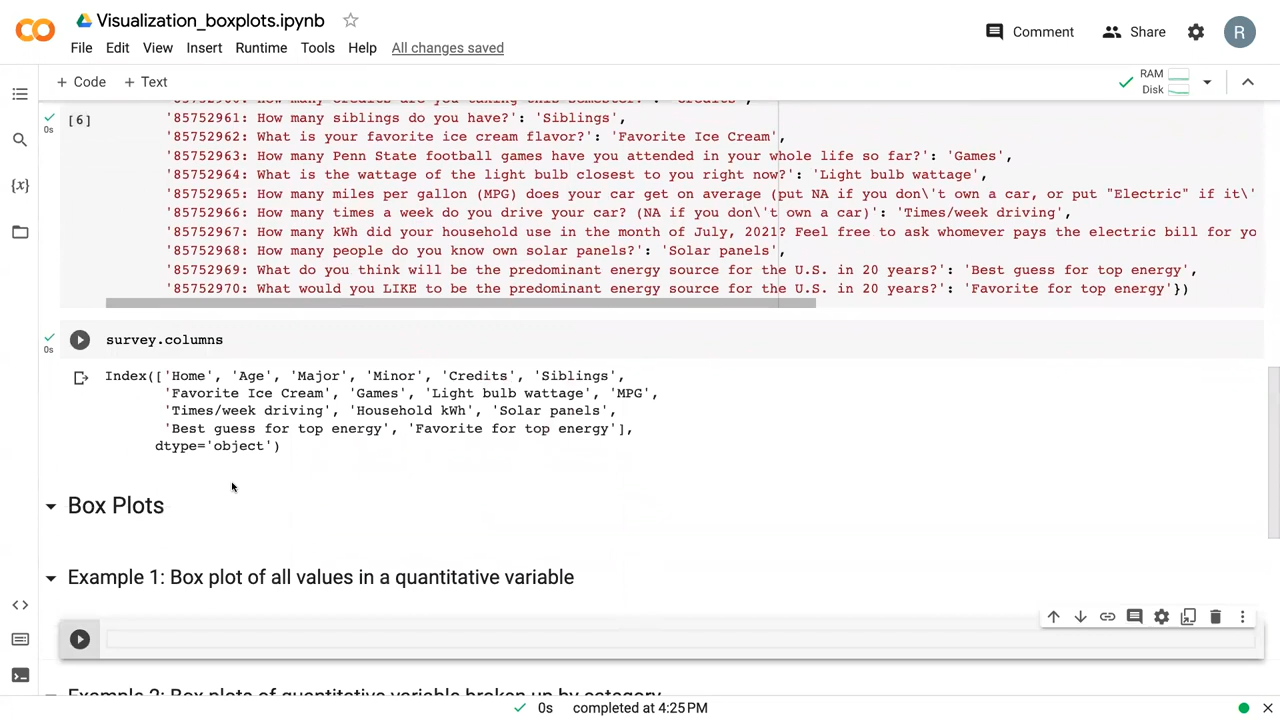 Visualization_boxplots.ipynb
Comment
Share
R
File Edit View Insert Runtime Tools Help All changes saved
+ Code + Text
RAM
Disk
[6]
0s
'85752961: How many siblings do you have?': 'Siblings',
'85752962: What is your favorite ice cream flavor?': 'Favorite Ice Cream',
'85752963: How many Penn State football games have you attended in your whole life so far?': 'Games',
'85752964: What is the wattage of the light bulb closest to you right now?': 'Light bulb wattage',
'85752965: How many miles per gallon (MPG) does your car get on average (put NA if you don\'t own a car, or put "Electric" if it\'
'85752966: How many times a week do you drive your car? (NA if you don\'t own a car)': 'Times/week driving',
'85752967: How many kWh did your household use in the month of July, 2021? Feel free to ask whomever pays the electric bill for yo
'85752968: How many people do you know own solar panels?': 'Solar panels',
'85752969: What do you think will be the predominant energy source for the U.S. in 20 years?': 'Best guess for top energy',
'85752970: What would you LIKE to be the predominant energy source for the U.S. in 20 years?': 'Favorite for top energy'})
0s
survey.columns
Index(['Home', 'Age', 'Major', 'Minor', 'Credits', 'Siblings',
'Favorite Ice Cream', 'Games', 'Light bulb wattage', 'MPG',
'Times/week driving', 'Household kWh', 'Solar panels',
'Best guess for top energy', 'Favorite for top energy'],
dtype='object')
Box Plots
Example 1: Box plot of all values in a quantitative variable
Example 2: Box plots of quantitative variable broken up by category
0s completed at 4:25PM